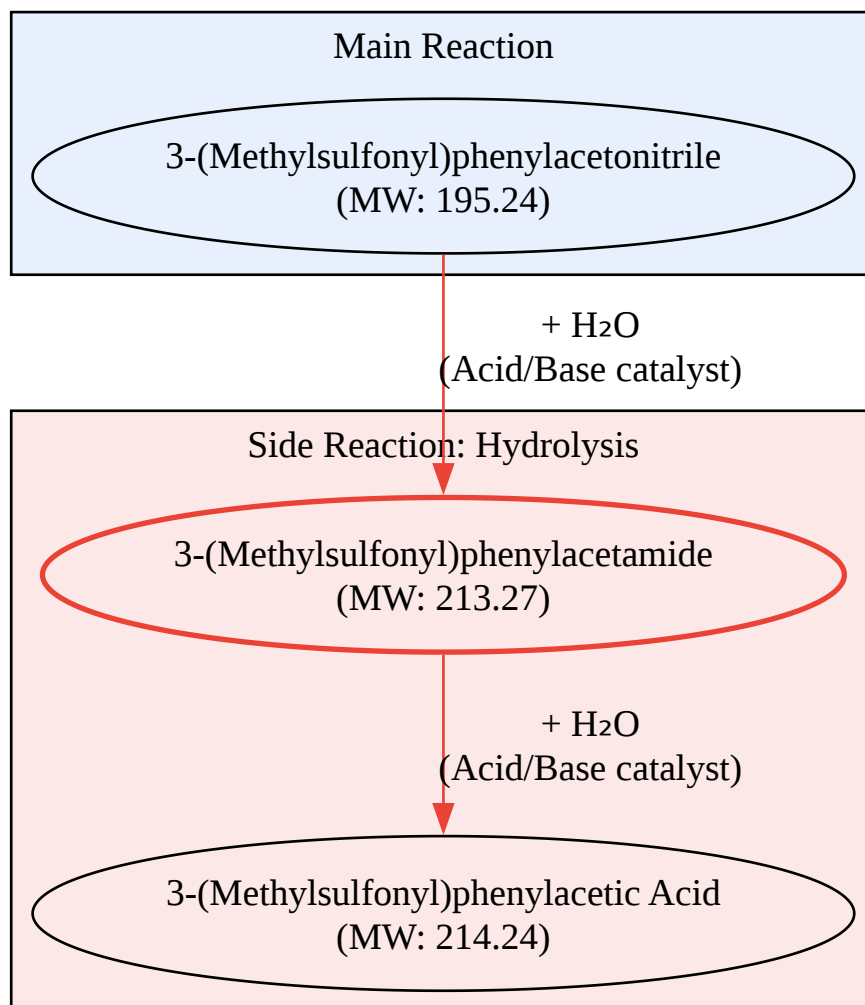 Main Reaction
3-(Methylsulfonyl)phenylacetonitrile
(MW: 195.24)
+ H₂O
(Acid/Base catalyst)
Side Reaction: Hydrolysis
3-(Methylsulfonyl)phenylacetamide
(MW: 213.27)
+ H₂O
(Acid/Base catalyst)
3-(Methylsulfonyl)phenylacetic Acid
(MW: 214.24)